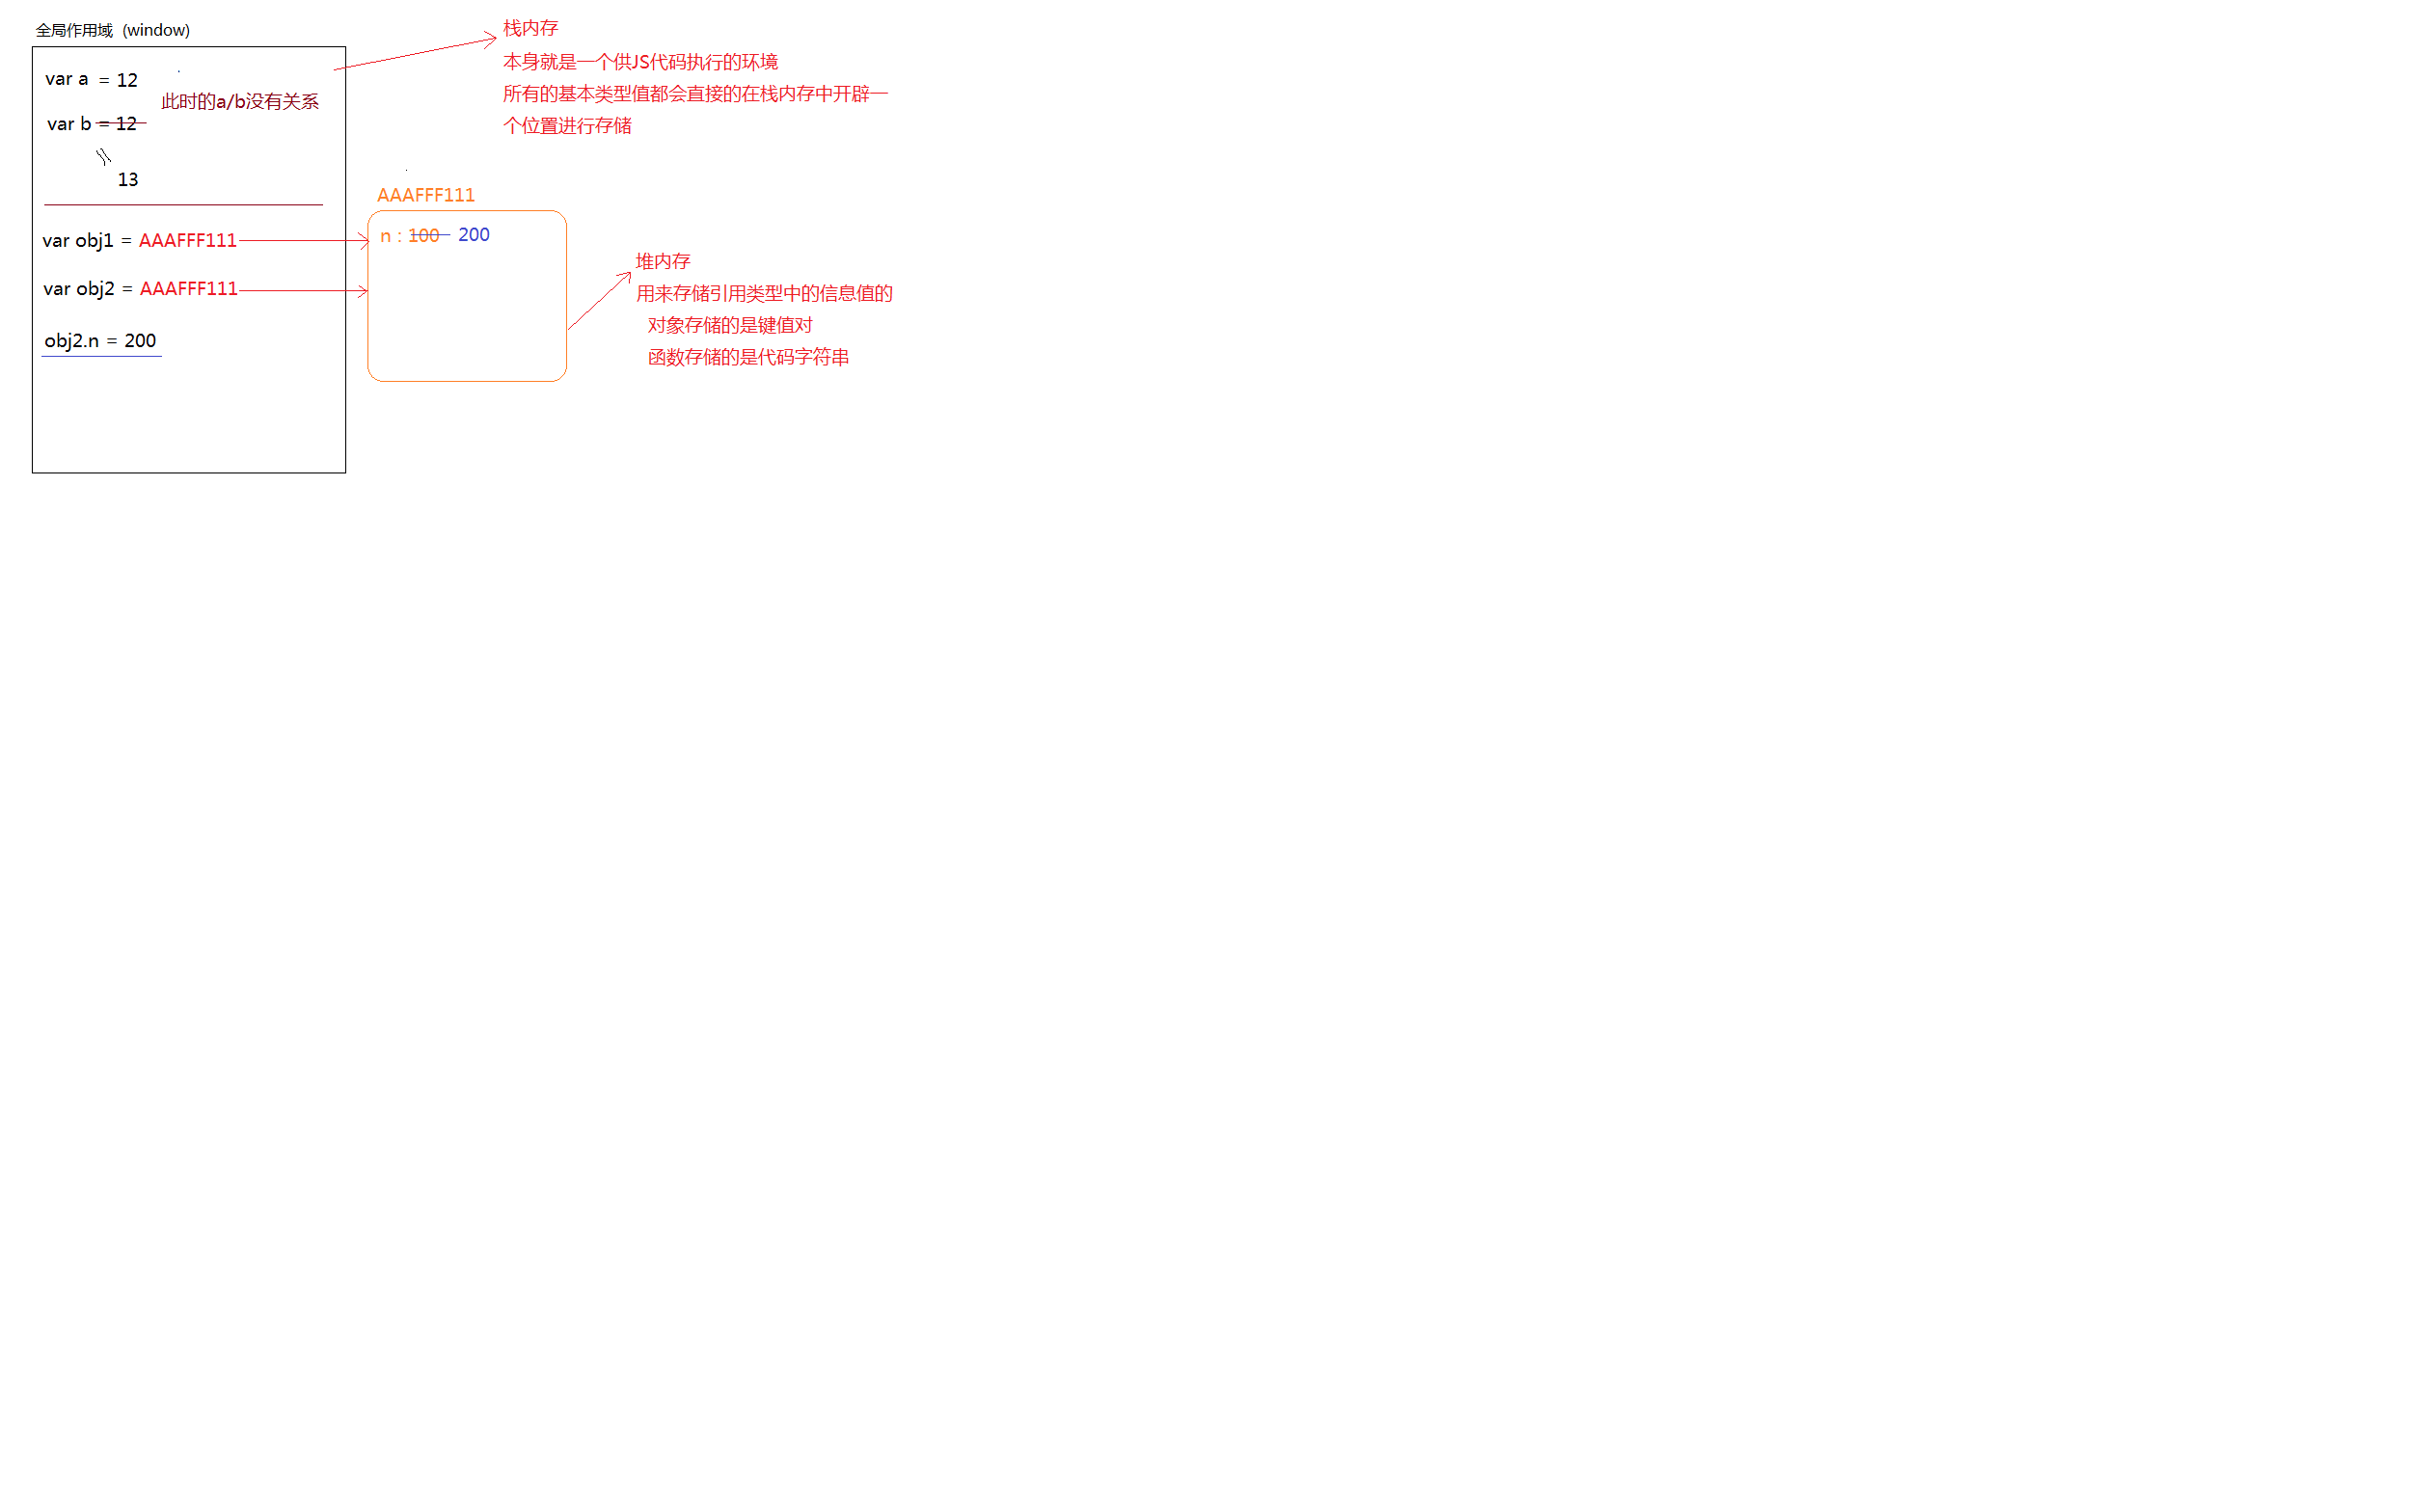 全局作用域 (window)
var a = 12
此时的a/b没有关系
var b = 12
13
var obj1 = AAAFFF111
var obj2 = AAAFFF111
obj2.n = 200
栈内存
本身就是一个供JS代码执行的环境
所有的基本类型值都会直接的在栈内存中开辟一
个位置进行存储
AAAFFF111
n : 100 200
堆内存
用来存储引用类型中的信息值的
对象存储的是键值对
函数存储的是代码字符串